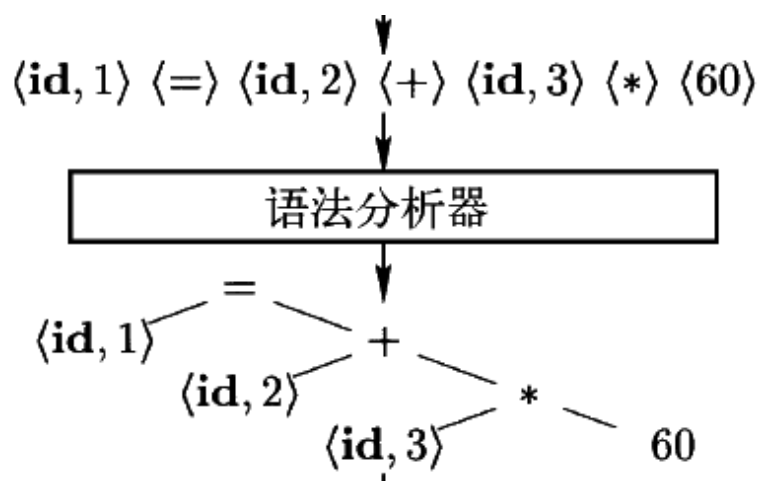 ⟨id, 1⟩ ⟨=⟩ ⟨id, 2⟩ ⟨+⟩ ⟨id, 3⟩ ⟨*⟩ ⟨60⟩
语法分析器
=
⟨id, 1⟩
+
⟨id, 2⟩
*
⟨id, 3⟩ 60